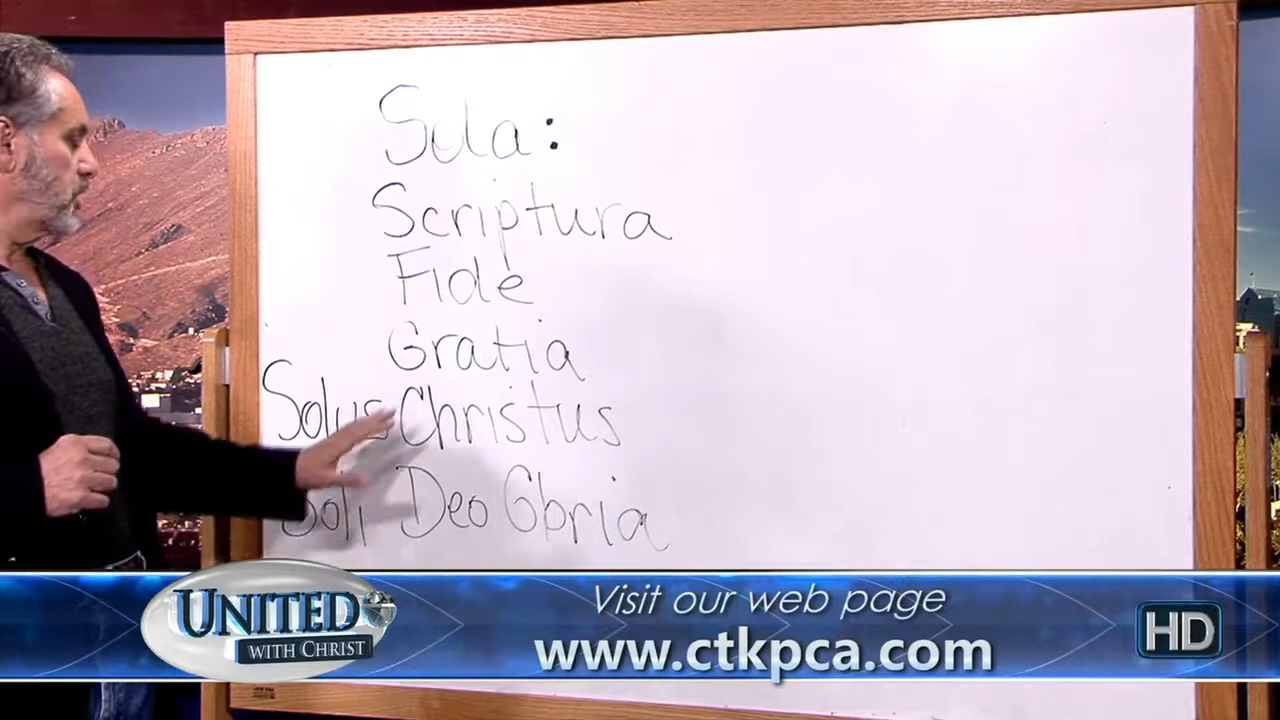 Sola:
Scriptura
Fide
Gratia
Solus Christus
Soli Deo Gloria
UNITED
WITH CHRIST
Visit our web page
www.ctkpca.com
HD